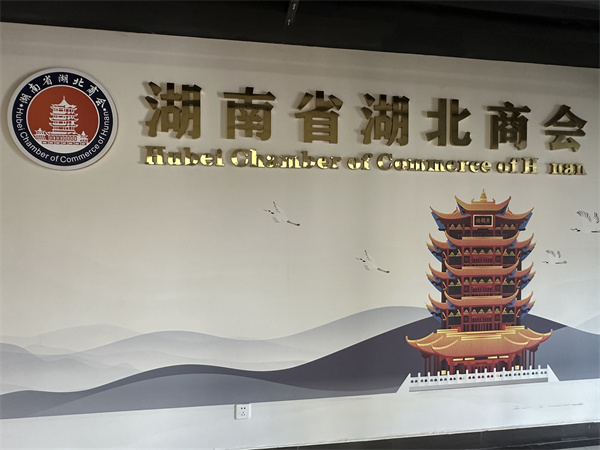 湖南省湖北商会
Hubei Chamber of Commerce of Hunan
湖南省湖北商会
Hubei Chamber of Commerce of H nan